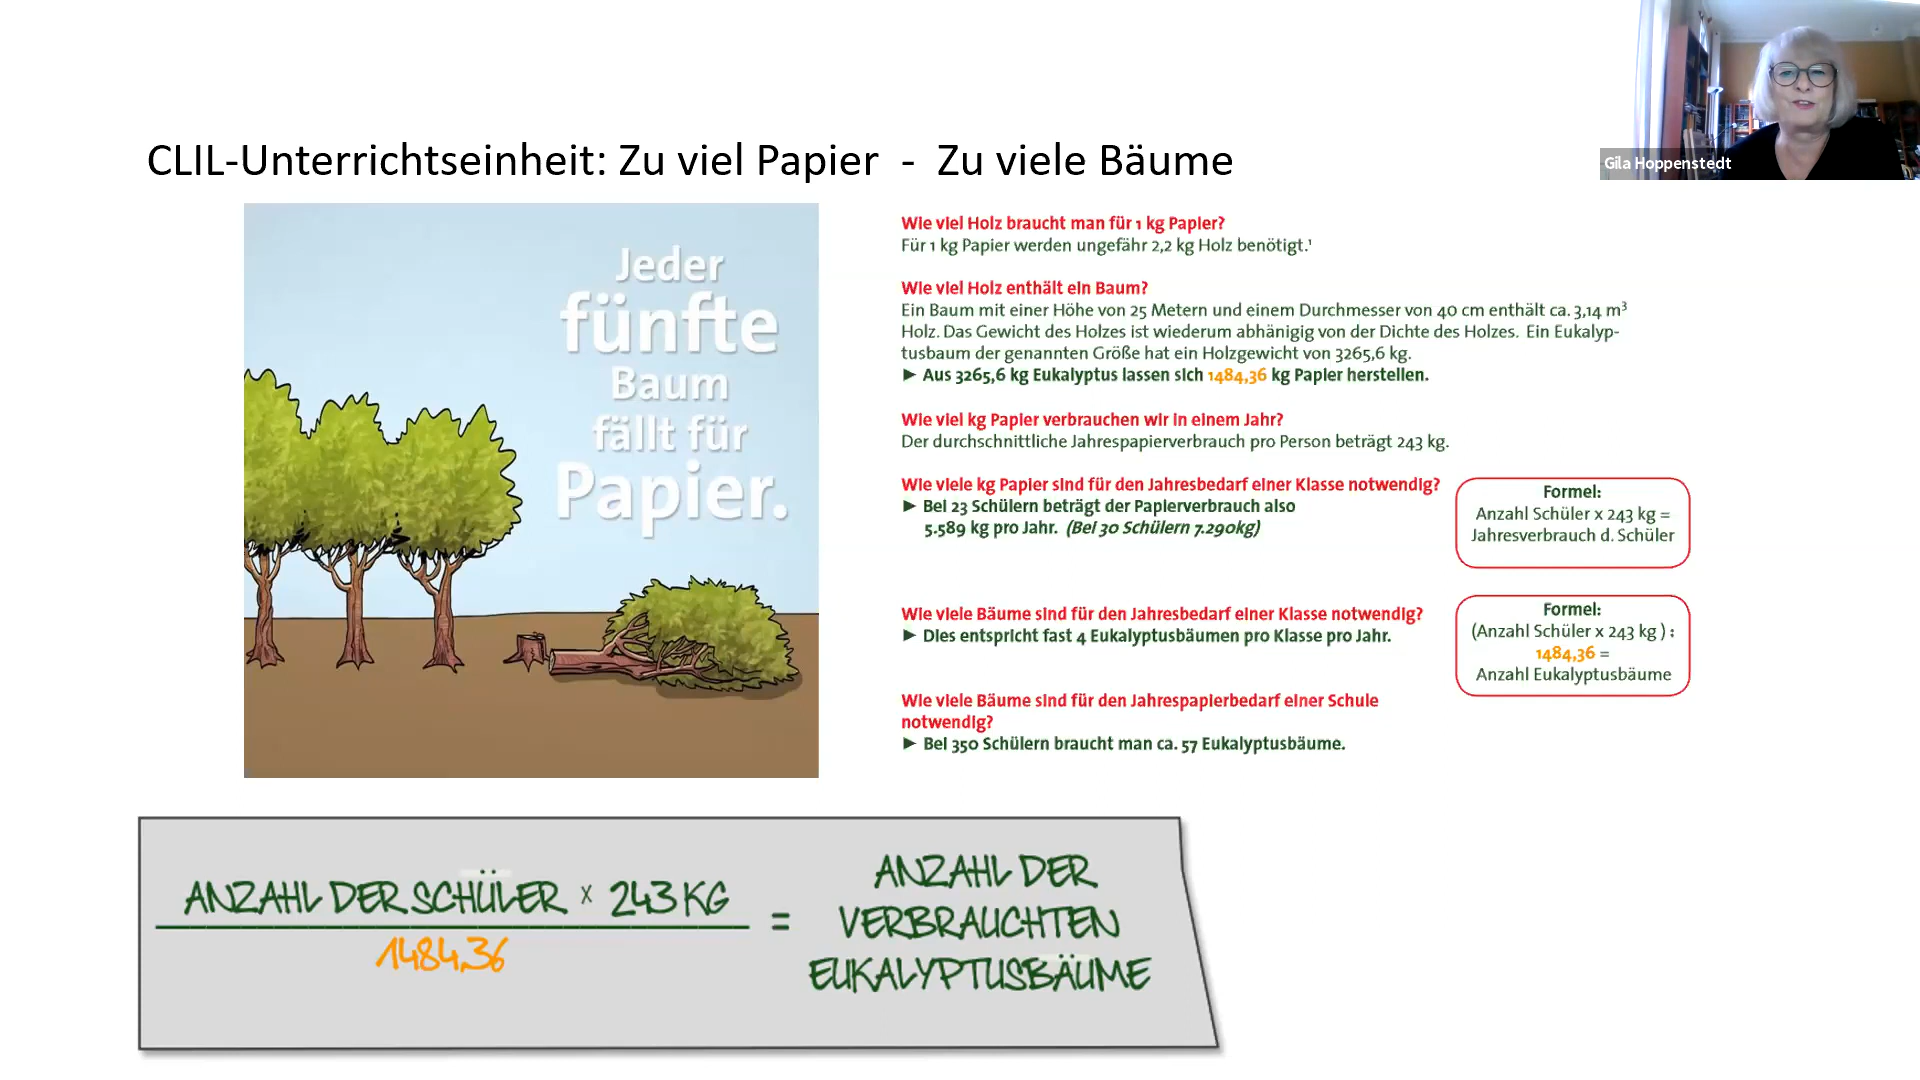 Gila Hoppenstedt
CLIL-Unterrichtseinheit: Zu viel Papier - Zu viele Bäume
Jeder
fünfte
Baum
fällt für
Papier.
Wie viel Holz braucht man für 1 kg Papier?
Für 1 kg Papier werden ungefähr 2,2 kg Holz benötigt.¹
Wie viel Holz enthält ein Baum?
Ein Baum mit einer Höhe von 25 Metern und einem Durchmesser von 40 cm enthält ca. 3,14 m³
Holz. Das Gewicht des Holzes ist wiederum abhänigig von der Dichte des Holzes. Ein Eukalyp-
tusbaum der genannten Größe hat ein Holzgewicht von 3265,6 kg.
► Aus 3265,6 kg Eukalyptus lassen sich 1484,36 kg Papier herstellen.
Wie viel kg Papier verbrauchen wir in einem Jahr?
Der durchschnittliche Jahrespapierverbrauch pro Person beträgt 243 kg.
Wie viele kg Papier sind für den Jahresbedarf einer Klasse notwendig?
► Bei 23 Schülern beträgt der Papierverbrauch also
5.589 kg pro Jahr. (Bei 30 Schülern 7.290kg)
Formel:
Anzahl Schüler x 243 kg =
Jahresverbrauch d. Schüler
Wie viele Bäume sind für den Jahresbedarf einer Klasse notwendig?
► Dies entspricht fast 4 Eukalyptusbäumen pro Klasse pro Jahr.
Formel:
(Anzahl Schüler x 243 kg ) :
1484,36 =
Anzahl Eukalyptusbäume
Wie viele Bäume sind für den Jahrespapierbedarf einer Schule
notwendig?
► Bei 350 Schülern braucht man ca. 57 Eukalyptusbäume.
ANZAHL DER SCHÜLER x 243 KG
1484,36
=
ANZAHL DER
VERBRAUCHTEN
EUKALYPTUSBÄUME